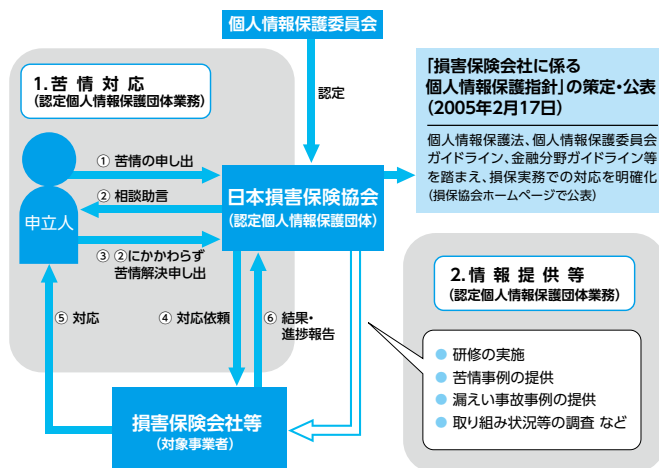 個人情報保護委員会
認定
1.苦情対応
(認定個人情報保護団体業務)
① 苦情の申し出
② 相談助言
申立人
③ ②にかかわらず
苦情解決申し出
日本損害保険協会
(認定個人情報保護団体)
「損害保険会社に係る
個人情報保護指針」の策定・公表
(2005年2月17日)
個人情報保護法、個人情報保護委員会
ガイドライン、金融分野ガイドライン等
を踏まえ、損保実務での対応を明確化
(損保協会ホームページで公表)
⑤ 対応
④ 対応依頼
⑥ 結果・
進捗報告
損害保険会社等
(対象事業者)
2.情報提供等
(認定個人情報保護団体業務)
● 研修の実施
● 苦情事例の提供
● 漏えい事故事例の提供
● 取り組み状況等の調査 など